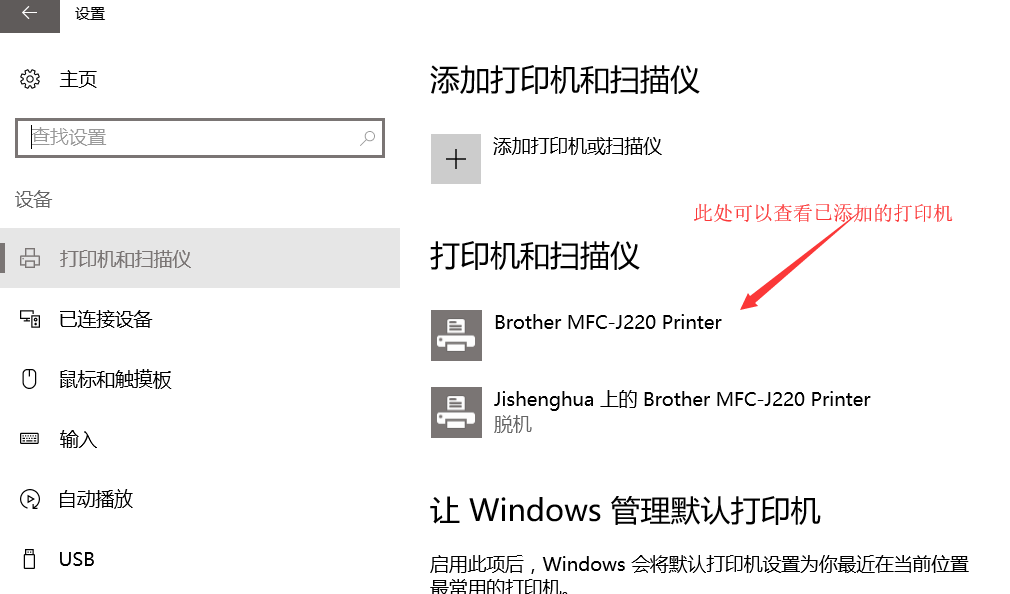 设置
主页
查找设置
设备
打印机和扫描仪
已连接设备
鼠标和触摸板
输入
自动播放
USB
添加打印机和扫描仪
添加打印机或扫描仪
此处可以查看已添加的打印机
打印机和扫描仪
Brother MFC-J220 Printer
Jishenghua 上的 Brother MFC-J220 Printer
脱机
让 Windows 管理默认打印机
启用此项后，Windows 会将默认打印机设置为你最近在当前位置
最常用的打印机。